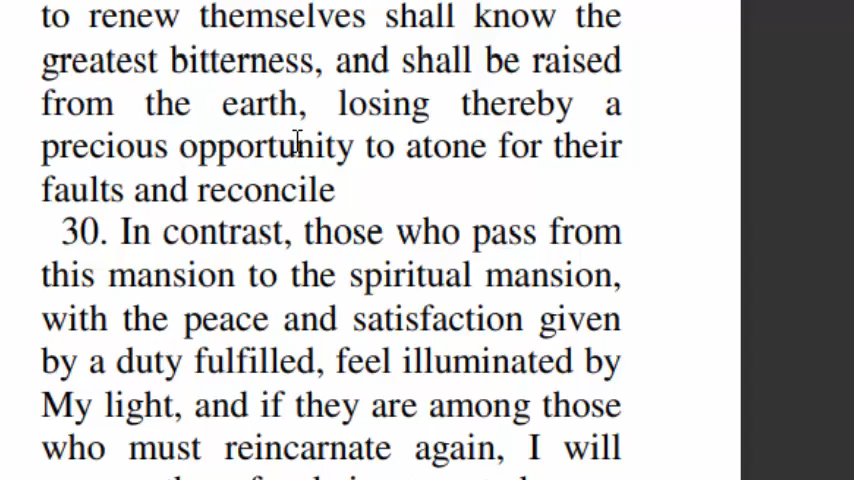 to renew themselves shall know the
greatest bitterness, and shall be raised
from the earth, losing thereby a
precious opportunity to atone for their
faults and reconcile
30. In contrast, those who pass from
this mansion to the spiritual mansion,
with the peace and satisfaction given
by a duty fulfilled, feel illuminated by
My light, and if they are among those
who must reincarnate again, I will